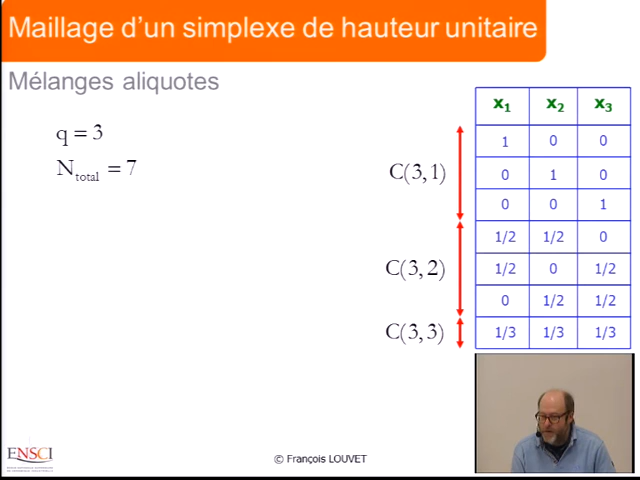 Maillage d'un simplexe de hauteur unitaire
Mélanges aliquotes
q = 3
N total = 7
C(3,1)
C(3,2)
C(3,3)
x1 x2 x3
1 0 0
0 1 0
0 0 1
1/2 1/2 0
1/2 0 1/2
0 1/2 1/2
1/3 1/3 1/3
ENSCI
© François LOUVET